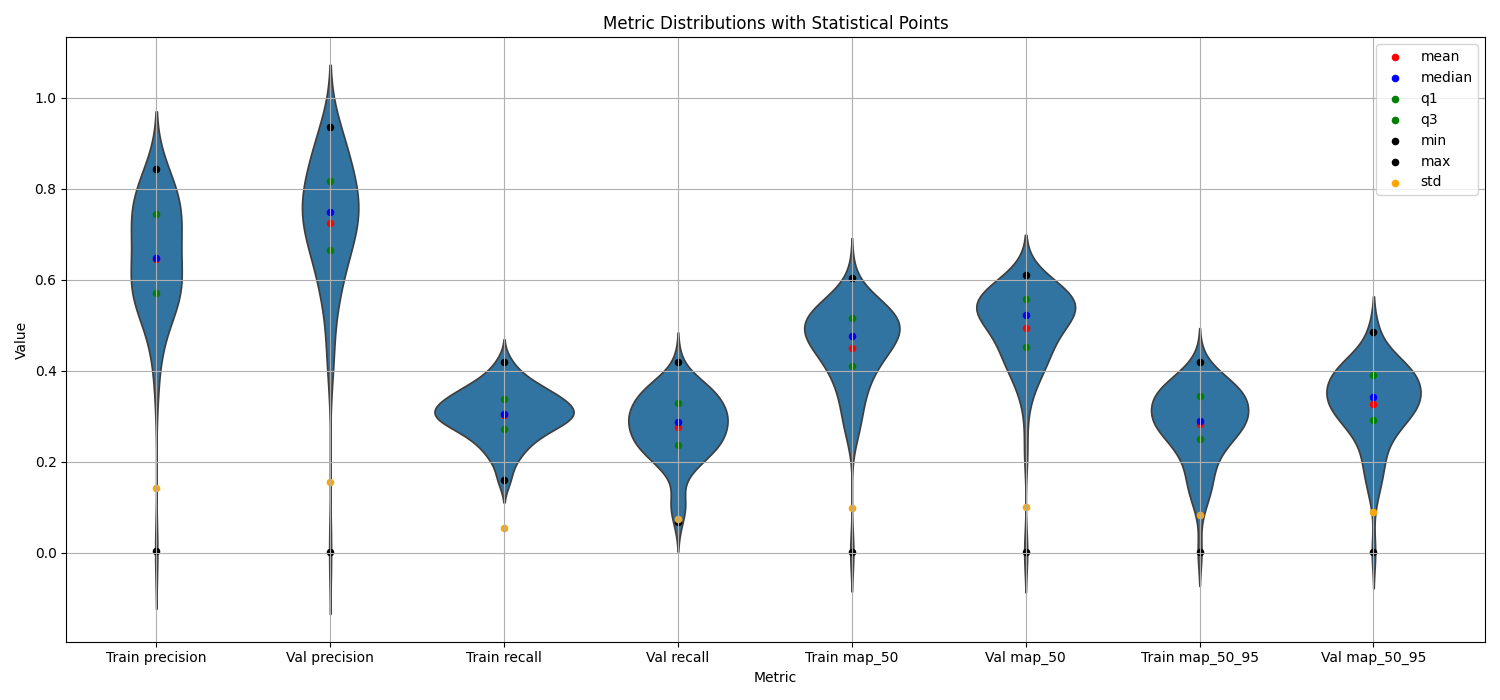 Metric Distributions with Statistical Points
mean
median
q1
q3
min
max
std
Value
1.0
0.8
0.6
0.4
0.2
0.0
Train precision
Val precision
Train recall
Val recall
Train map_50
Val map_50
Train map_50_95
Val map_50_95
Metric